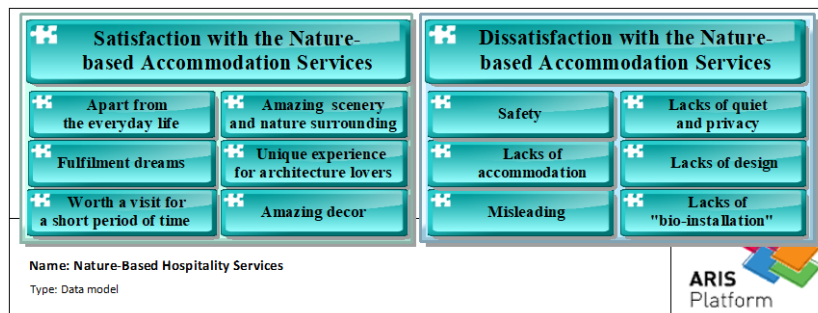 Satisfaction with the Nature-
based Accommodation Services
Apart from
the everyday life
Amazing scenery
and nature surrounding
Fulfilment dreams
Unique experience
for architecture lovers
Worth a visit for
a short period of time
Amazing decor
Dissatisfaction with the Nature-
based Accommodation Services
Safety
Lacks of quiet
and privacy
Lacks of
accommodation
Lacks of design
Misleading
Lacks of
"bio-installation"
Name: Nature-Based Hospitality Services
Type: Data model
ARIS
Platform